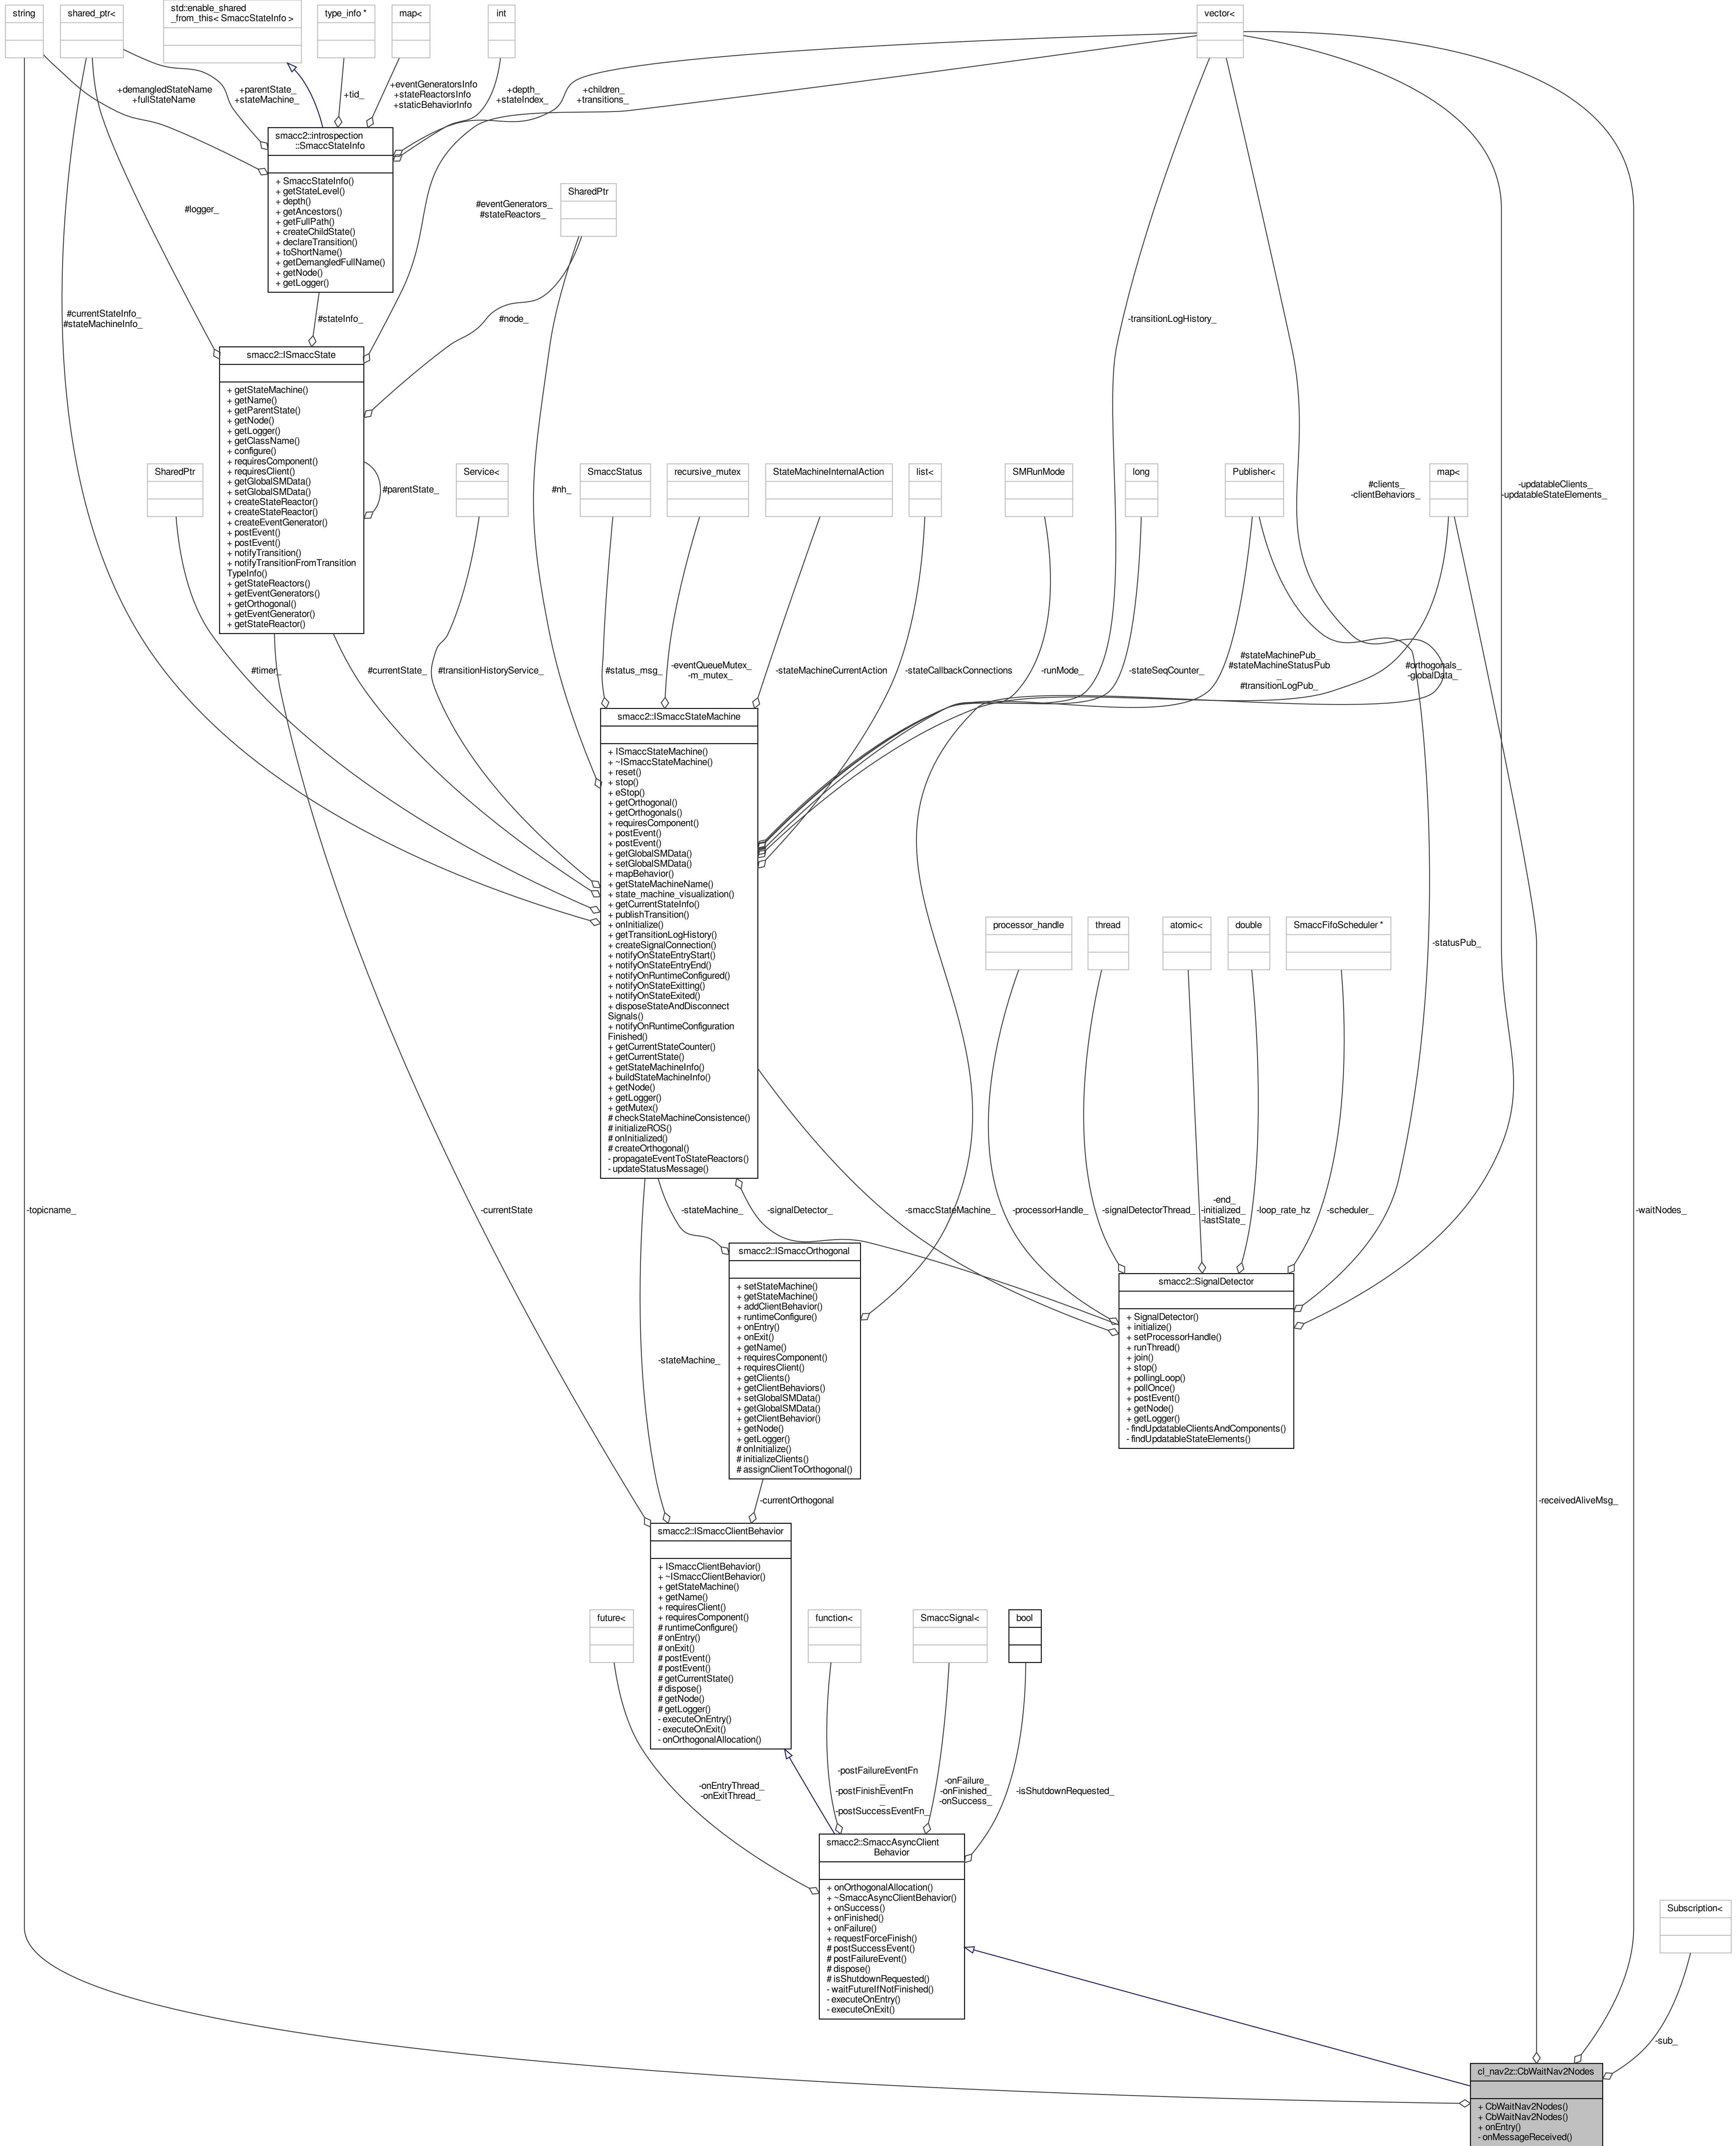 string
shared_ptr<
std::enable_shared
_from_this< SmaccStateInfo >
type_info *
map<
int
vector<
+demangledStateName
+fullStateName
+parentState_
+stateMachine_
+tid_
+eventGeneratorsInfo
+stateReactorsInfo
+staticBehaviorInfo
+depth_
+stateIndex_
+children_
+transitions_
smacc2::introspection
::SmaccStateInfo
+ SmaccStateInfo()
+ getStateLevel()
+ depth()
+ getAncestors()
+ getFullPath()
+ createChildState()
+ declareTransition()
+ toShortName()
+ getDemangledFullName()
+ getNode()
+ getLogger()
SharedPtr
#logger_
#eventGenerators_
#stateReactors_
#currentStateInfo_
#stateMachineInfo_
#stateInfo_
#node_
-transitionLogHistory_
smacc2::ISmaccState
+ getStateMachine()
+ getName()
+ getParentState()
+ getNode()
+ getLogger()
+ getClassName()
+ configure()
+ requiresComponent()
+ requiresClient()
+ getGlobalSMData()
+ setGlobalSMData()
+ createStateReactor()
+ createStateReactor()
+ createEventGenerator()
+ postEvent()
+ postEvent()
+ notifyTransition()
+ notifyTransitionFromTransition
TypeInfo()
+ getStateReactors()
+ getEventGenerators()
+ getOrthogonal()
+ getEventGenerator()
+ getStateReactor()
#parentState_
SharedPtr
Service<
#nh_
SmaccStatus
recursive_mutex
StateMachineInternalAction
list<
SMRunMode
long
Publisher<
#clients_
-clientBehaviors_
map<
-updatableClients_
-updatableStateElements_
#timer_
#currentState_
#transitionHistoryService_
#status_msg_
-eventQueueMutex_
-m_mutex_
-stateMachineCurrentAction
-stateCallbackConnections
-runMode_
-stateSeqCounter_
#stateMachinePub_
#stateMachineStatusPub
_
#transitionLogPub_
#orthogonals_
-globalData_
smacc2::ISmaccStateMachine
+ ISmaccStateMachine()
+ ~ISmaccStateMachine()
+ reset()
+ stop()
+ eStop()
+ getOrthogonal()
+ getOrthogonals()
+ requiresComponent()
+ postEvent()
+ postEvent()
+ getGlobalSMData()
+ setGlobalSMData()
+ mapBehavior()
+ getStateMachineName()
+ state_machine_visualization()
+ getCurrentStateInfo()
+ publishTransition()
+ onInitialize()
+ getTransitionLogHistory()
+ createSignalConnection()
+ notifyOnStateEntryStart()
+ notifyOnStateEntryEnd()
+ notifyOnRuntimeConfigured()
+ notifyOnStateExitting()
+ notifyOnStateExited()
+ disposeStateAndDisconnect
Signals()
+ notifyOnRuntimeConfiguration
Finished()
+ getCurrentStateCounter()
+ getCurrentState()
+ getStateMachineInfo()
+ buildStateMachineInfo()
+ getNode()
+ getLogger()
+ getMutex()
# checkStateMachineConsistence()
# initializeROS()
# onInitialized()
# createOrthogonal()
- propagateEventToStateReactors()
- updateStatusMessage()
processor_handle
thread
atomic<
double
SmaccFifoScheduler *
-statusPub_
-topicname_
-currentState
-stateMachine_
-signalDetector_
-smaccStateMachine_
-processorHandle_
-signalDetectorThread_
-end_
-initialized_
-lastState_
-loop_rate_hz
-scheduler_
-waitNodes_
smacc2::ISmaccOrthogonal
+ setStateMachine()
+ getStateMachine()
+ addClientBehavior()
+ runtimeConfigure()
+ onEntry()
+ onExit()
+ getName()
+ requiresComponent()
+ requiresClient()
+ getClients()
+ getClientBehaviors()
+ setGlobalSMData()
+ getGlobalSMData()
+ getClientBehavior()
+ getNode()
+ getLogger()
# onInitialize()
# initializeClients()
# assignClientToOrthogonal()
smacc2::SignalDetector
+ SignalDetector()
+ initialize()
+ setProcessorHandle()
+ runThread()
+ join()
+ stop()
+ pollingLoop()
+ pollOnce()
+ postEvent()
+ getNode()
+ getLogger()
- findUpdatableClientsAndComponents()
- findUpdatableStateElements()
-stateMachine_
-currentOrthogonal
-receivedAliveMsg_
smacc2::ISmaccClientBehavior
+ ISmaccClientBehavior()
+ ~ISmaccClientBehavior()
+ getStateMachine()
+ getName()
+ requiresClient()
+ requiresComponent()
# runtimeConfigure()
# onEntry()
# onExit()
# postEvent()
# postEvent()
# getCurrentState()
# dispose()
# getNode()
# getLogger()
- executeOnEntry()
- executeOnExit()
- onOrthogonalAllocation()
future<
function<
SmaccSignal<
bool
-onEntryThread_
-onExitThread_
-postFailureEventFn
_
-postFinishEventFn
_
-postSuccessEventFn_
-onFailure_
-onFinished_
-onSuccess_
-isShutdownRequested_
smacc2::SmaccAsyncClient
Behavior
+ onOrthogonalAllocation()
+ ~SmaccAsyncClientBehavior()
+ onSuccess()
+ onFinished()
+ onFailure()
+ requestForceFinish()
# postSuccessEvent()
# postFailureEvent()
# dispose()
# isShutdownRequested()
- waitFutureIfNotFinished()
- executeOnEntry()
- executeOnExit()
Subscription<
-sub_
cl_nav2z::CbWaitNav2Nodes
+ CbWaitNav2Nodes()
+ CbWaitNav2Nodes()
+ onEntry()
- onMessageReceived()